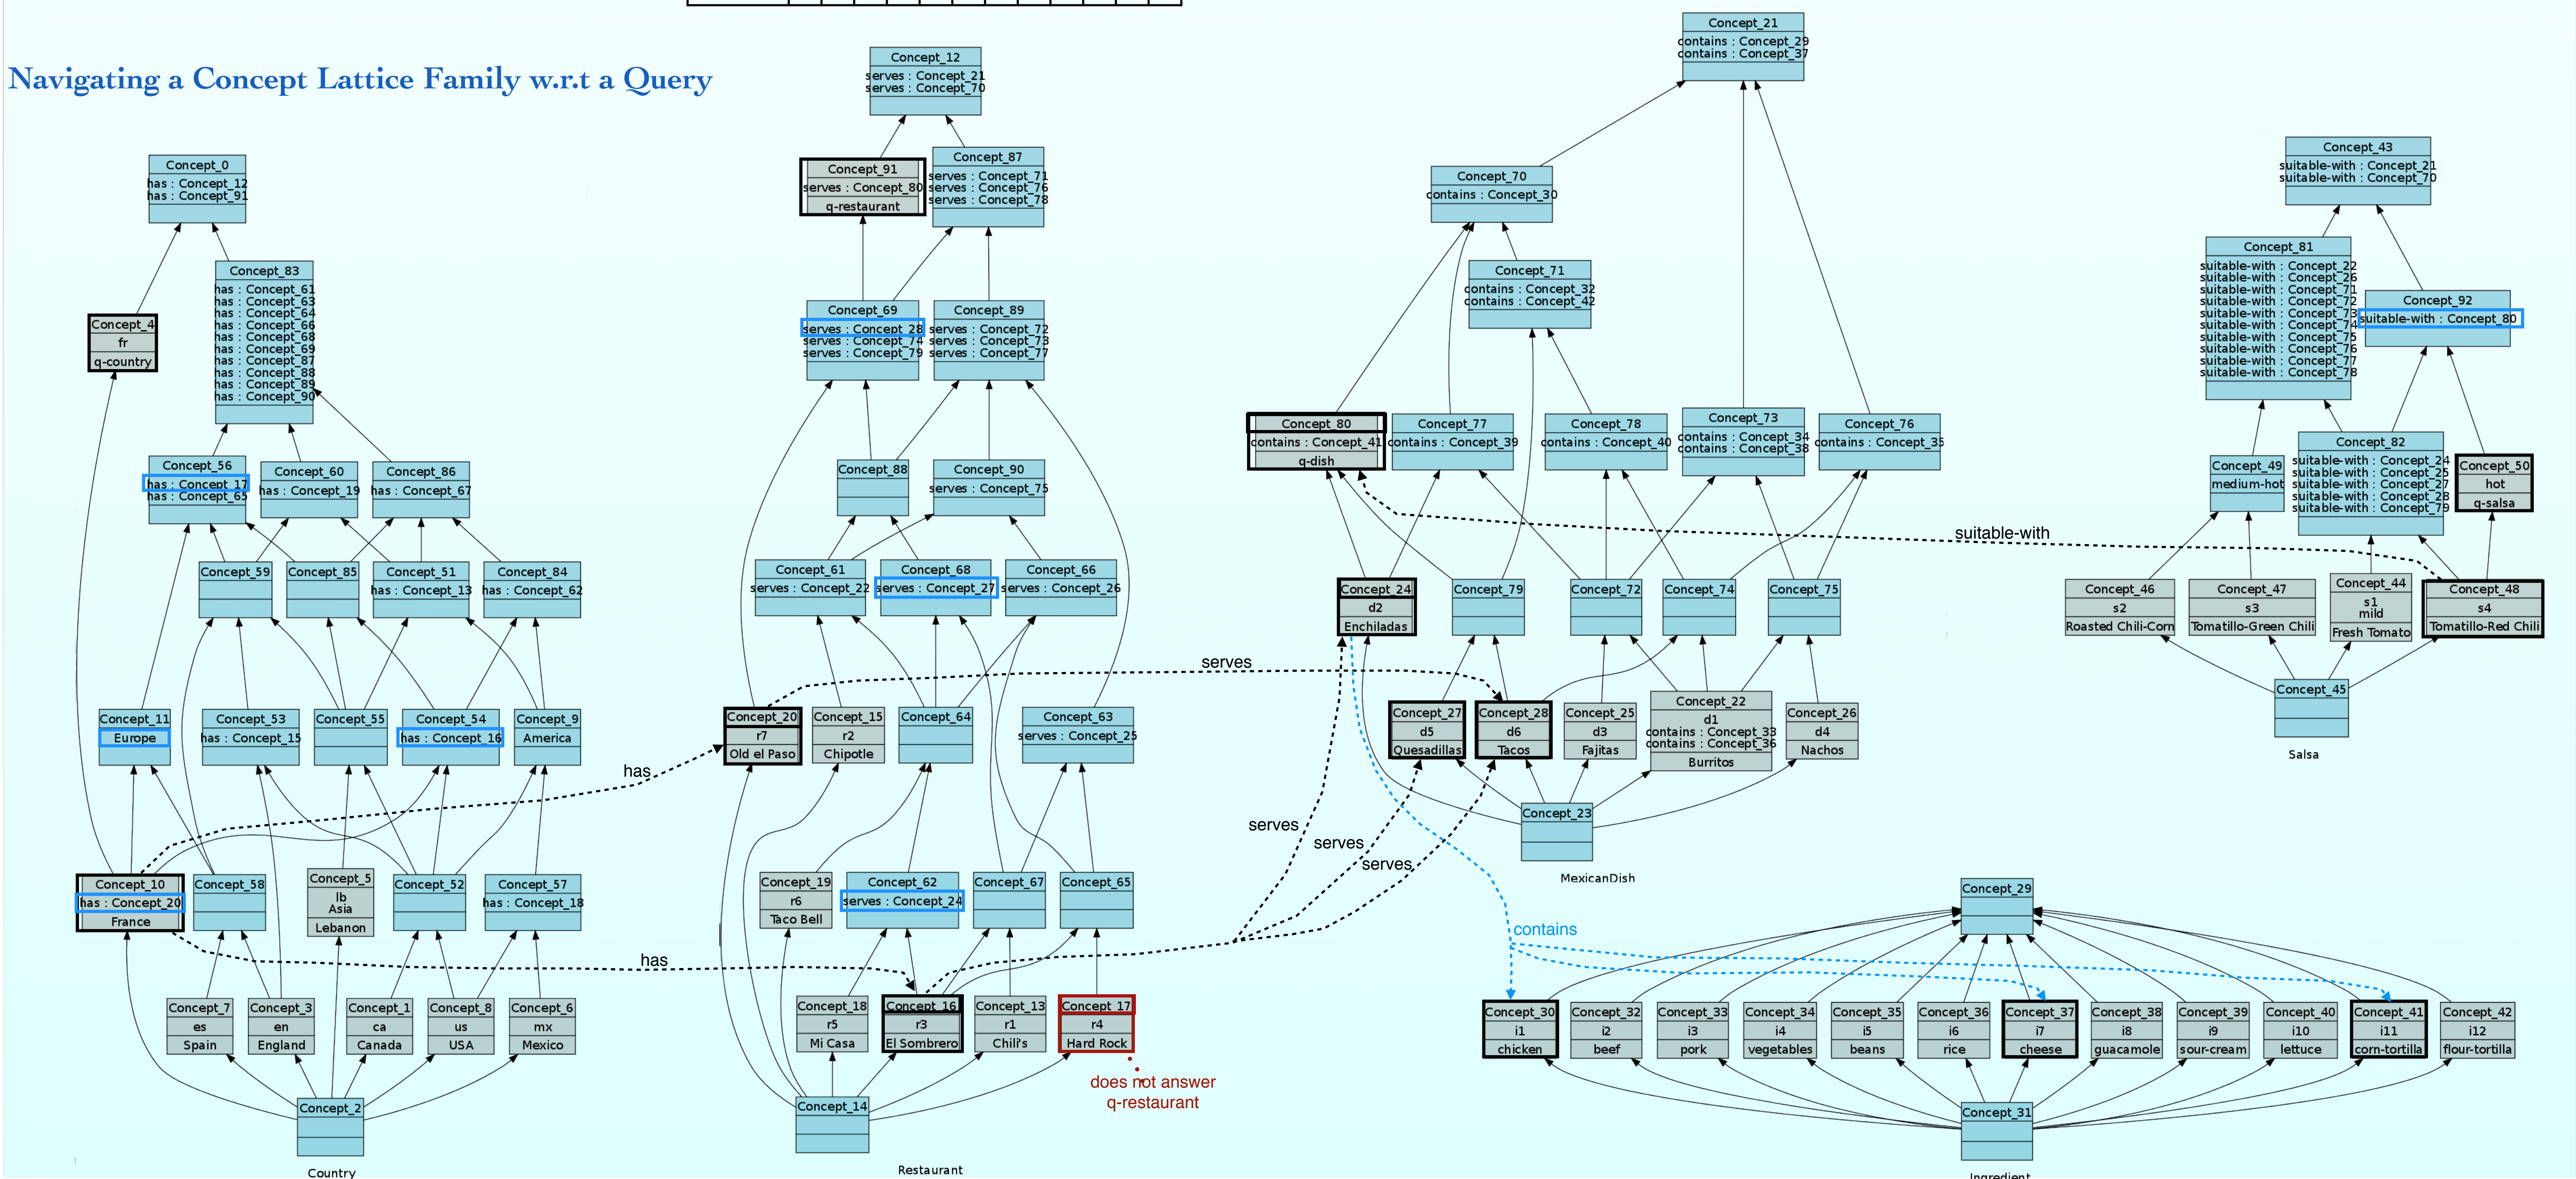 Navigating a Concept Lattice Family w.r.t a Query
Concept_0
has : Concept_12
has : Concept_91
Concept_4
fr
q-country
Concept_83
has : Concept_61
has : Concept_63
has : Concept_64
has : Concept_66
has : Concept_68
has : Concept_69
has : Concept_87
has : Concept_88
has : Concept_89
has : Concept_90
Concept_56
has : Concept_17
has : Concept_65
Concept_60
has : Concept_19
Concept_86
has : Concept_67
Concept_59
Concept_85
Concept_51
has : Concept_13
Concept_84
has : Concept_62
Concept_11
Europe
Concept_53
has : Concept_15
Concept_55
Concept_54
has : Concept_16
Concept_9
America
Concept_10
has : Concept_20
France
Concept_58
Concept_5
lb
Asia
Lebanon
Concept_52
Concept_57
has : Concept_18
Concept_7
es
Spain
Concept_3
en
England
Concept_1
ca
Canada
Concept_8
us
USA
Concept_6
mx
Mexico
Concept_2
Country
has
has
Concept_12
serves : Concept_21
serves : Concept_70
Concept_91
serves : Concept_80
q-restaurant
Concept_87
serves : Concept_71
serves : Concept_76
serves : Concept_78
Concept_69
serves : Concept_28
serves : Concept_74
serves : Concept_79
Concept_89
serves : Concept_72
serves : Concept_73
serves : Concept_77
Concept_88
Concept_90
serves : Concept_75
Concept_61
serves : Concept_22
Concept_68
serves : Concept_27
Concept_66
serves : Concept_26
Concept_20
r7
Old el Paso
Concept_15
r2
Chipotle
Concept_64
Concept_63
serves : Concept_25
Concept_19
r6
Taco Bell
Concept_62
serves : Concept_24
Concept_67
Concept_65
Concept_18
r5
Mi Casa
Concept_16
r3
El Sombrero
Concept_13
r1
Chili's
Concept_17
r4
Hard Rock
does not answer
q-restaurant
Concept_14
Restaurant
serves
serves
serves
serves
Concept_21
contains : Concept_29
contains : Concept_37
Concept_70
contains : Concept_30
Concept_71
contains : Concept_32
contains : Concept_42
Concept_80
contains : Concept_41
q-dish
Concept_77
contains : Concept_39
Concept_78
contains : Concept_40
Concept_73
contains : Concept_34
contains : Concept_38
Concept_76
contains : Concept_35
Concept_24
d2
Enchiladas
Concept_79
Concept_72
Concept_74
Concept_75
Concept_27
d5
Quesadillas
Concept_28
d6
Tacos
Concept_25
d3
Fajitas
Concept_22
d1
contains : Concept_33
contains : Concept_36
Burritos
Concept_26
d4
Nachos
Concept_23
MexicanDish
suitable-with
Concept_43
suitable-with : Concept_21
suitable-with : Concept_70
Concept_81
suitable-with : Concept_22
suitable-with : Concept_26
suitable-with : Concept_71
suitable-with : Concept_72
suitable-with : Concept_73
suitable-with : Concept_74
suitable-with : Concept_75
suitable-with : Concept_76
suitable-with : Concept_77
suitable-with : Concept_78
Concept_92
suitable-with : Concept_80
Concept_49
medium-hot
Concept_82
suitable-with : Concept_24
suitable-with : Concept_25
suitable-with : Concept_27
suitable-with : Concept_28
suitable-with : Concept_79
Concept_50
hot
q-salsa
Concept_46
s2
Roasted Chili-Corn
Concept_47
s3
Tomatillo-Green Chili
Concept_44
s1
mild
Fresh Tomato
Concept_48
s4
Tomatillo-Red Chili
Concept_45
Salsa
contains
Concept_29
Concept_30
i1
chicken
Concept_32
i2
beef
Concept_33
i3
pork
Concept_34
i4
vegetables
Concept_35
i5
beans
Concept_36
i6
rice
Concept_37
i7
cheese
Concept_38
i8
guacamole
Concept_39
i9
sour-cream
Concept_40
i10
lettuce
Concept_41
i11
corn-tortilla
Concept_42
i12
flour-tortilla
Concept_31
Ingredient